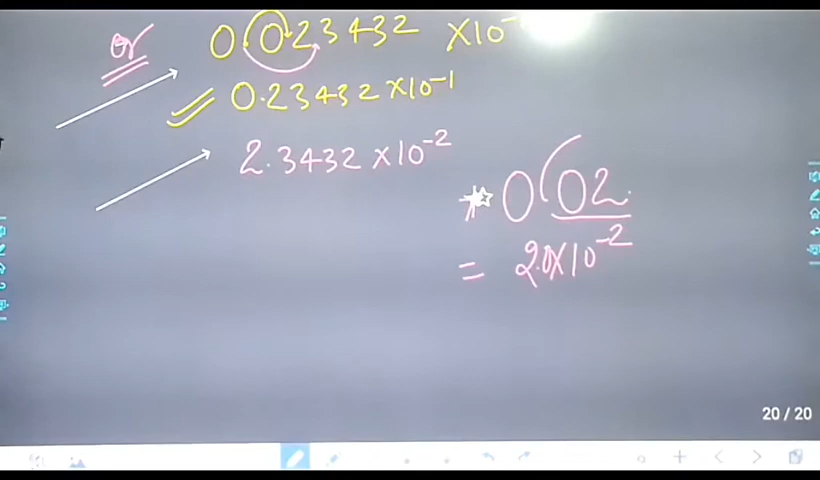 or
0.023432 ×10
0.23432×10⁻¹
2.3432×10⁻²
0.02.
= 2.0×10⁻²
20 / 20